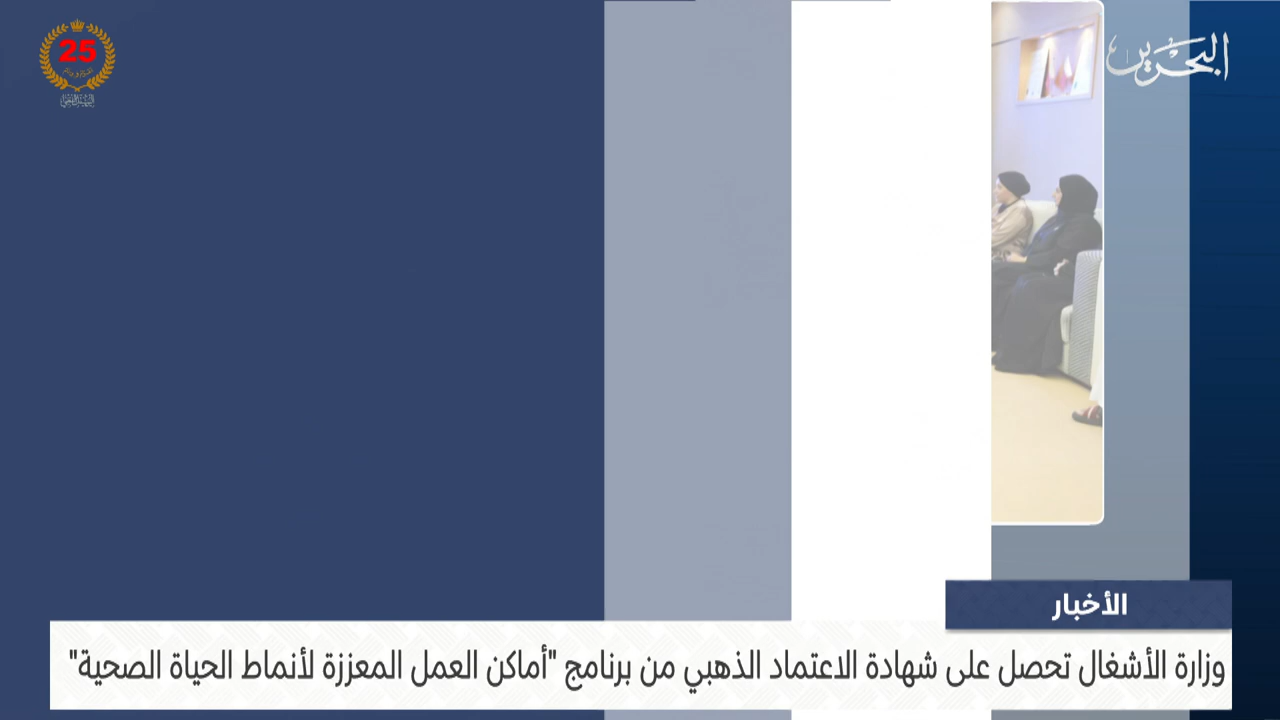 25
البحرين
الأخبار
وزارة الأشغال تحصل على شهادة الاعتماد الذهبي من برنامج "أماكن العمل المعززة لأنماط الحياة الصحية"